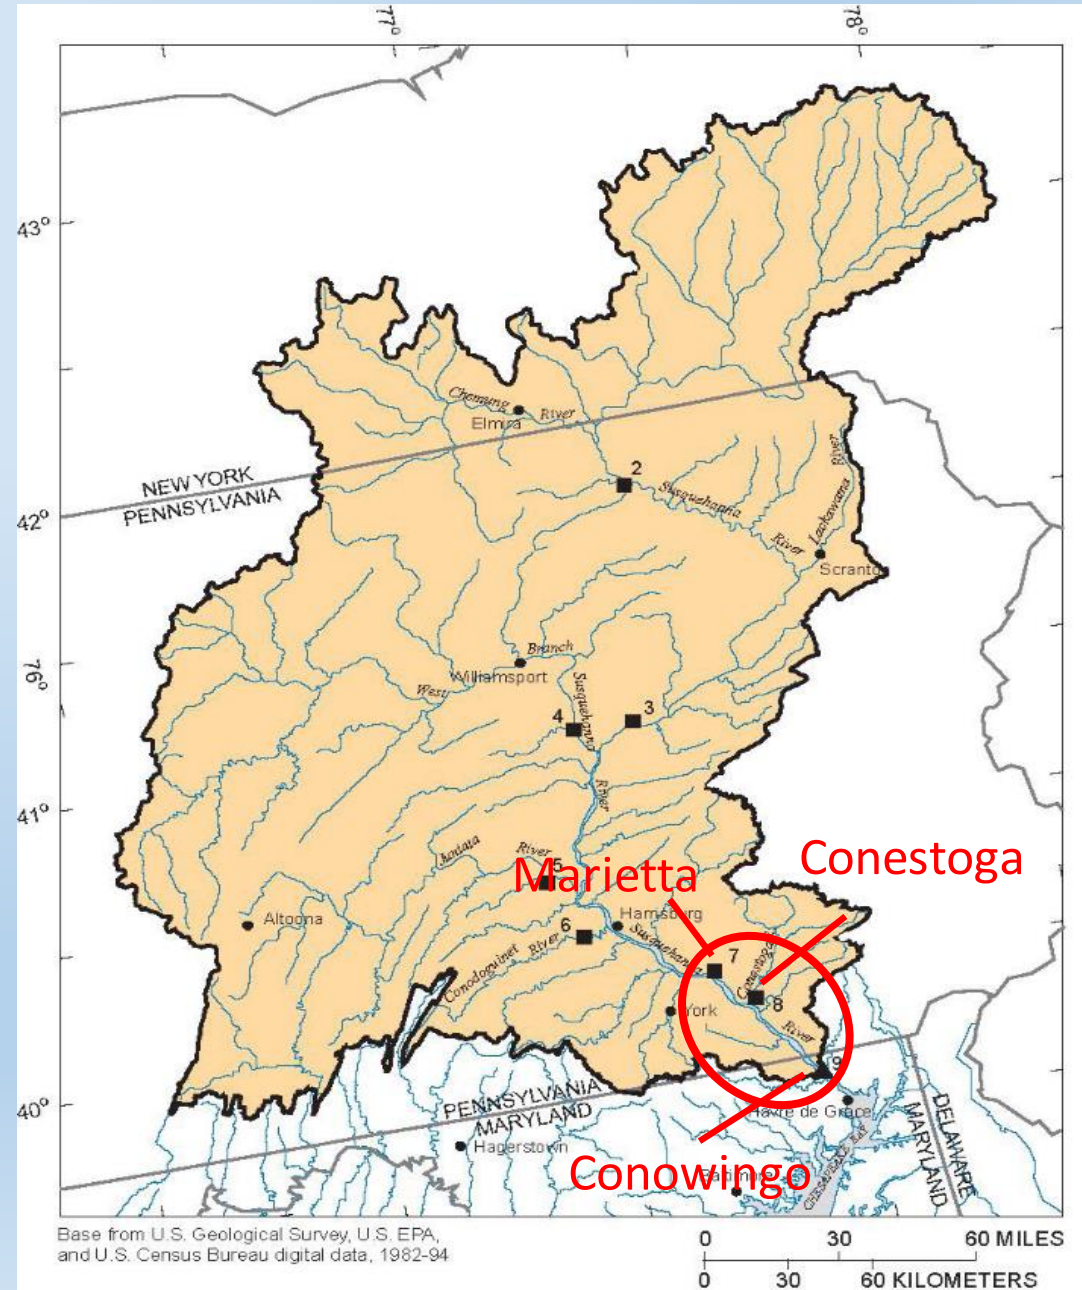 77°
78°
43°
Chemung
River
Elmira
NEW YORK
PENNSYLVANIA
2
Susquehanna
River
Lackawanna
River
Scranton
42°
76°
Branch
Williamsport
West
Susquehanna
River
4
3
41°
Juniata
River
5
Marietta
Conestoga
Altoona
Harrisburg
6
Conodoguinet
River
Susquehanna
7
Conestoga
8
York
River
9
40°
PENNSYLVANIA
MARYLAND
Havre de Grace
Hagerstown
Conowingo
Baltimore
CHESAPEAKE BAY
DELAWARE
MARYLAND
Base from U.S. Geological Survey, U.S. EPA,
and U.S. Census Bureau digital data, 1982-94
0 30 60 MILES
0 30 60 KILOMETERS